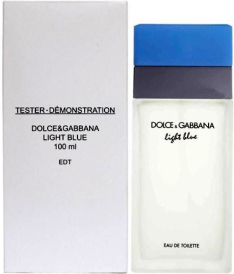 TESTER-DÉMONSTRATION
DOLCE&GABBANA
LIGHT BLUE
100 ml
EDT
DOLCE & GABBANA
light blue
EAU DE TOILETTE